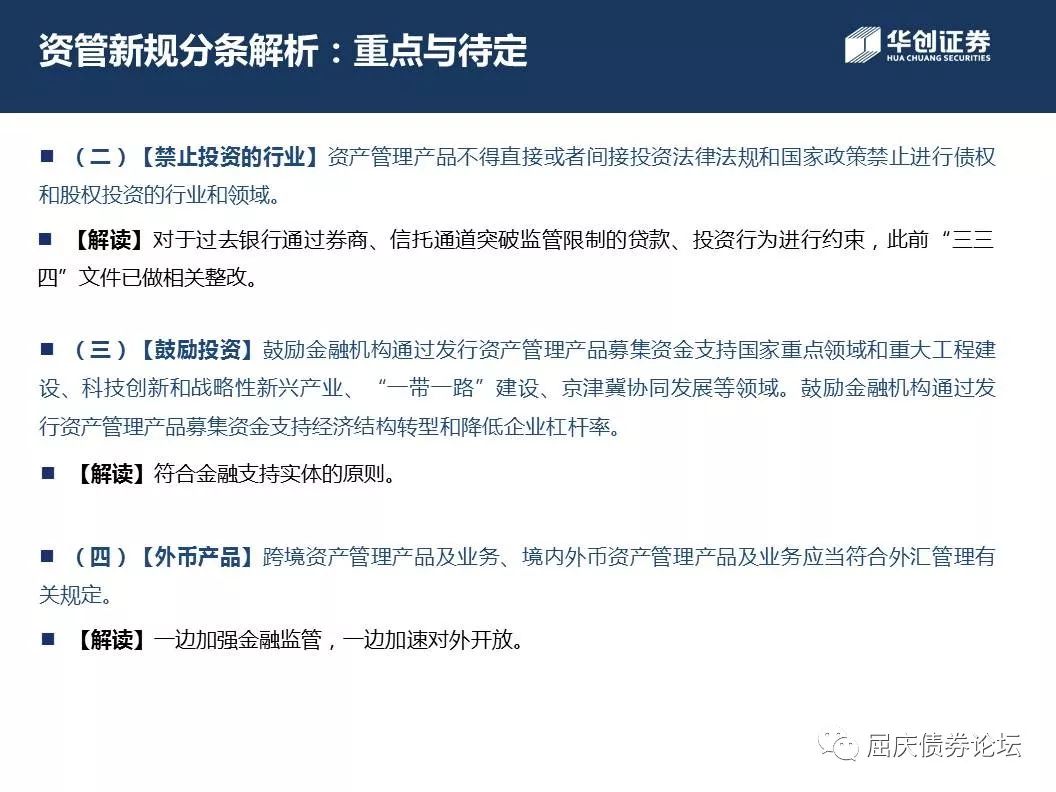 资管新规分条解析：重点与待定
华创证券
HUA CHUANG SECURITIES
■ （二）【禁止投资的行业】资产管理产品不得直接或者间接投资法律法规和国家政策禁止进行债权
和股权投资的行业和领域。
■ 【解读】对于过去银行通过券商、信托通道突破监管限制的贷款、投资行为进行约束，此前“三三
四”文件已做相关整改。
■ （三）【鼓励投资】鼓励金融机构通过发行资产管理产品募集资金支持国家重点领域和重大工程建
设、科技创新和战略性新兴产业、“一带一路”建设、京津冀协同发展等领域。鼓励金融机构通过发
行资产管理产品募集资金支持经济结构转型和降低企业杠杆率。
■ 【解读】符合金融支持实体的原则。
■ （四）【外币产品】跨境资产管理产品及业务、境内外币资产管理产品及业务应当符合外汇管理有
关规定。
■ 【解读】一边加强金融监管，一边加速对外开放。
屈庆债券论坛